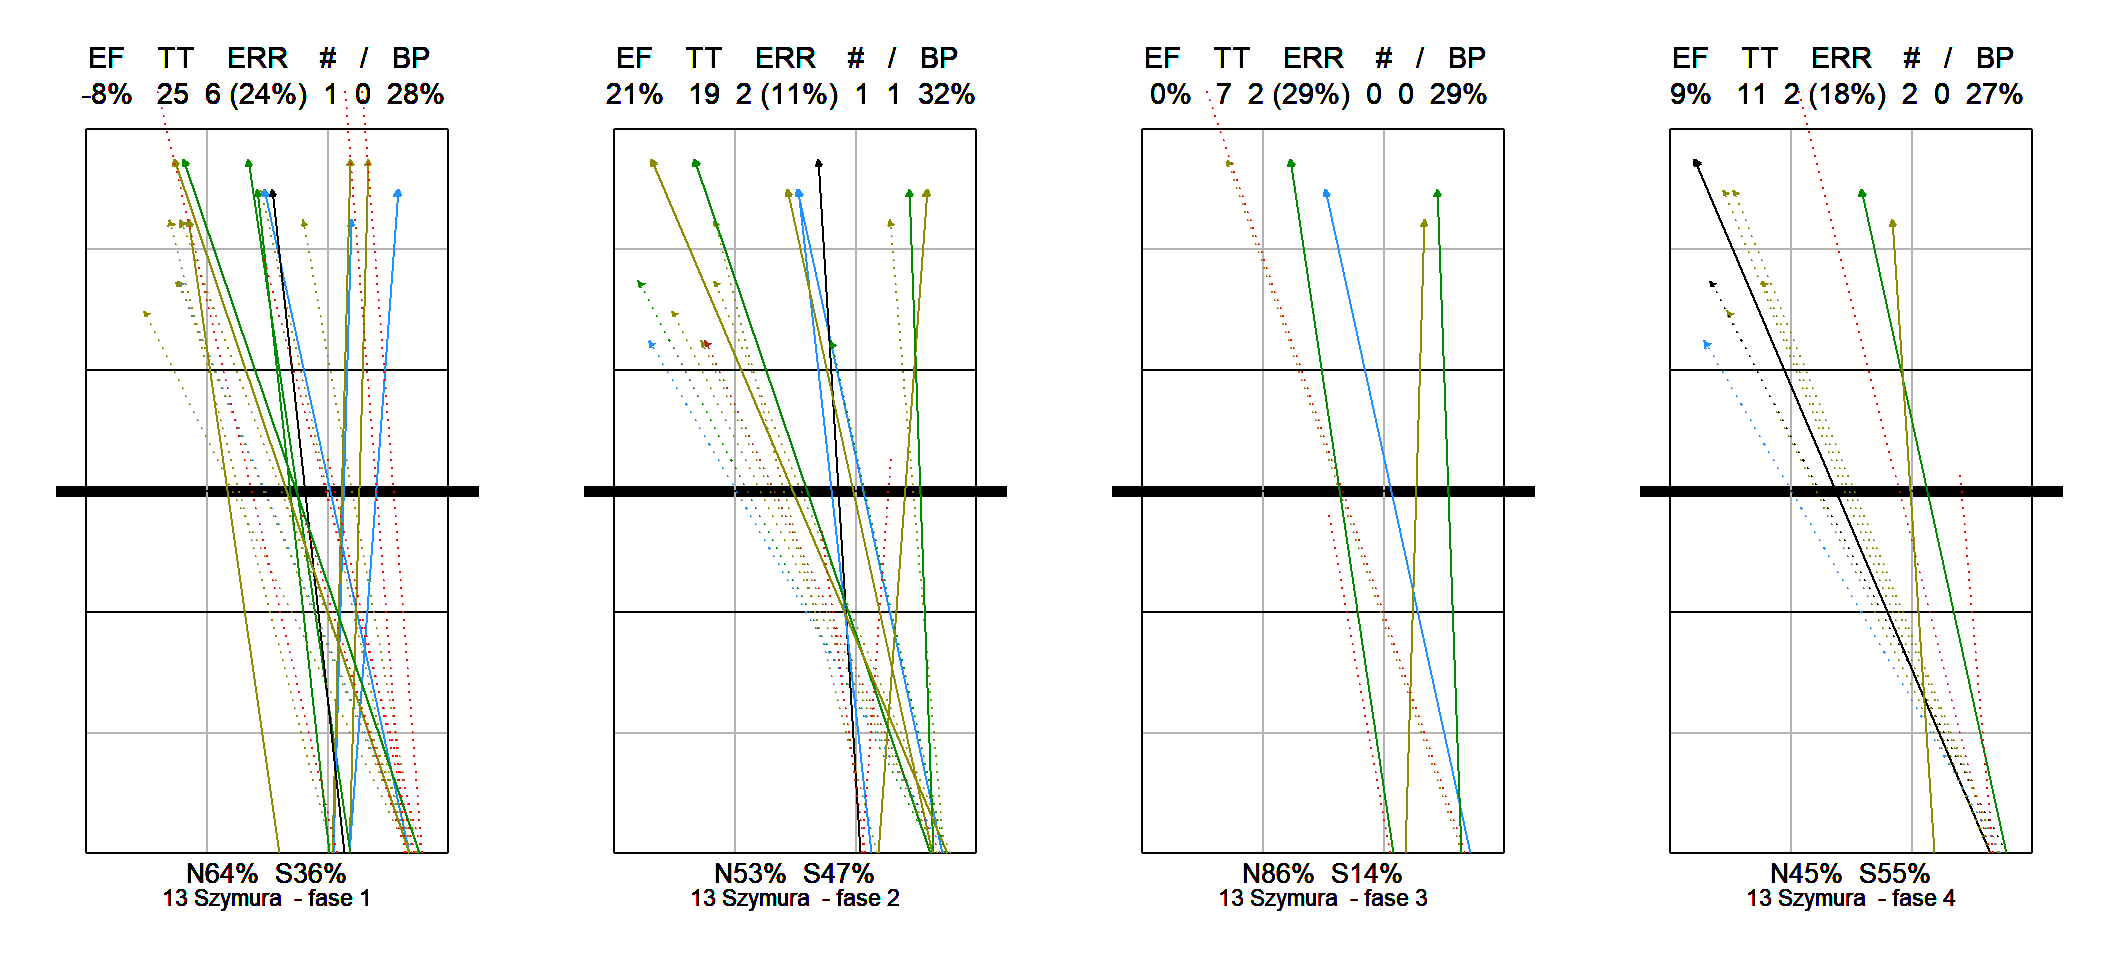 EF TT ERR # / BP
-8% 25 6 (24%) 1 0 28%
N64% S36%
13 Szymura - fase 1
EF TT ERR # / BP
21% 19 2 (11%) 1 1 32%
N53% S47%
13 Szymura - fase 2
EF TT ERR # / BP
0% 7 2 (29%) 0 0 29%
N86% S14%
13 Szymura - fase 3
EF TT ERR # / BP
9% 11 2 (18%) 2 0 27%
N45% S55%
13 Szymura - fase 4